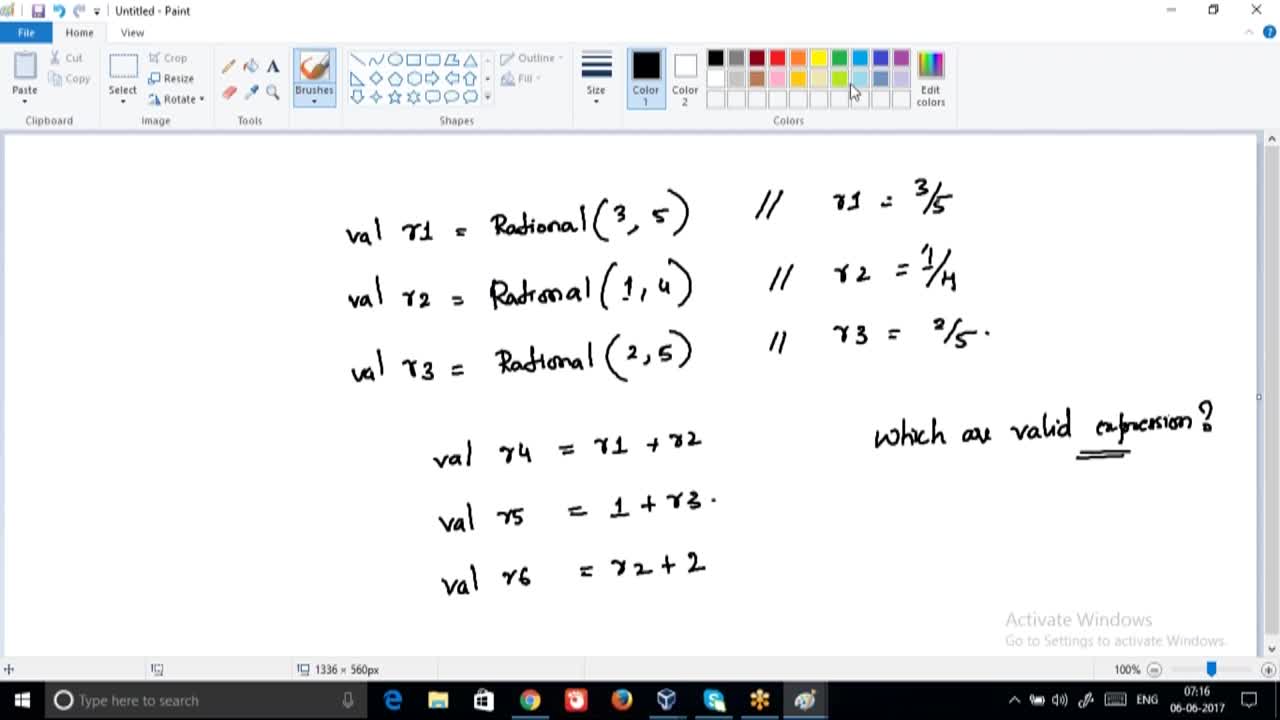 Untitled - Paint
File Home View
Paste Cut Copy Select Crop Resize Rotate Brushes Outline Fill Size Color 1 Color 2 Edit colors
Clipboard Image Tools Shapes Colors
val r1 = Rational(3, 5) // r1 = 3/5
val r2 = Rational(1, 4) // r2 = 1/4
val r3 = Rational(2, 5) // r3 = 2/5.
val r4 = r1 + r2
Which are valid expression?
val r5 = 1 + r3.
val r6 = r2 + 2
Activate Windows
Go to Settings to activate Windows.
1336 × 560px 100%
Type here to search ENG 07:16
06-06-2017